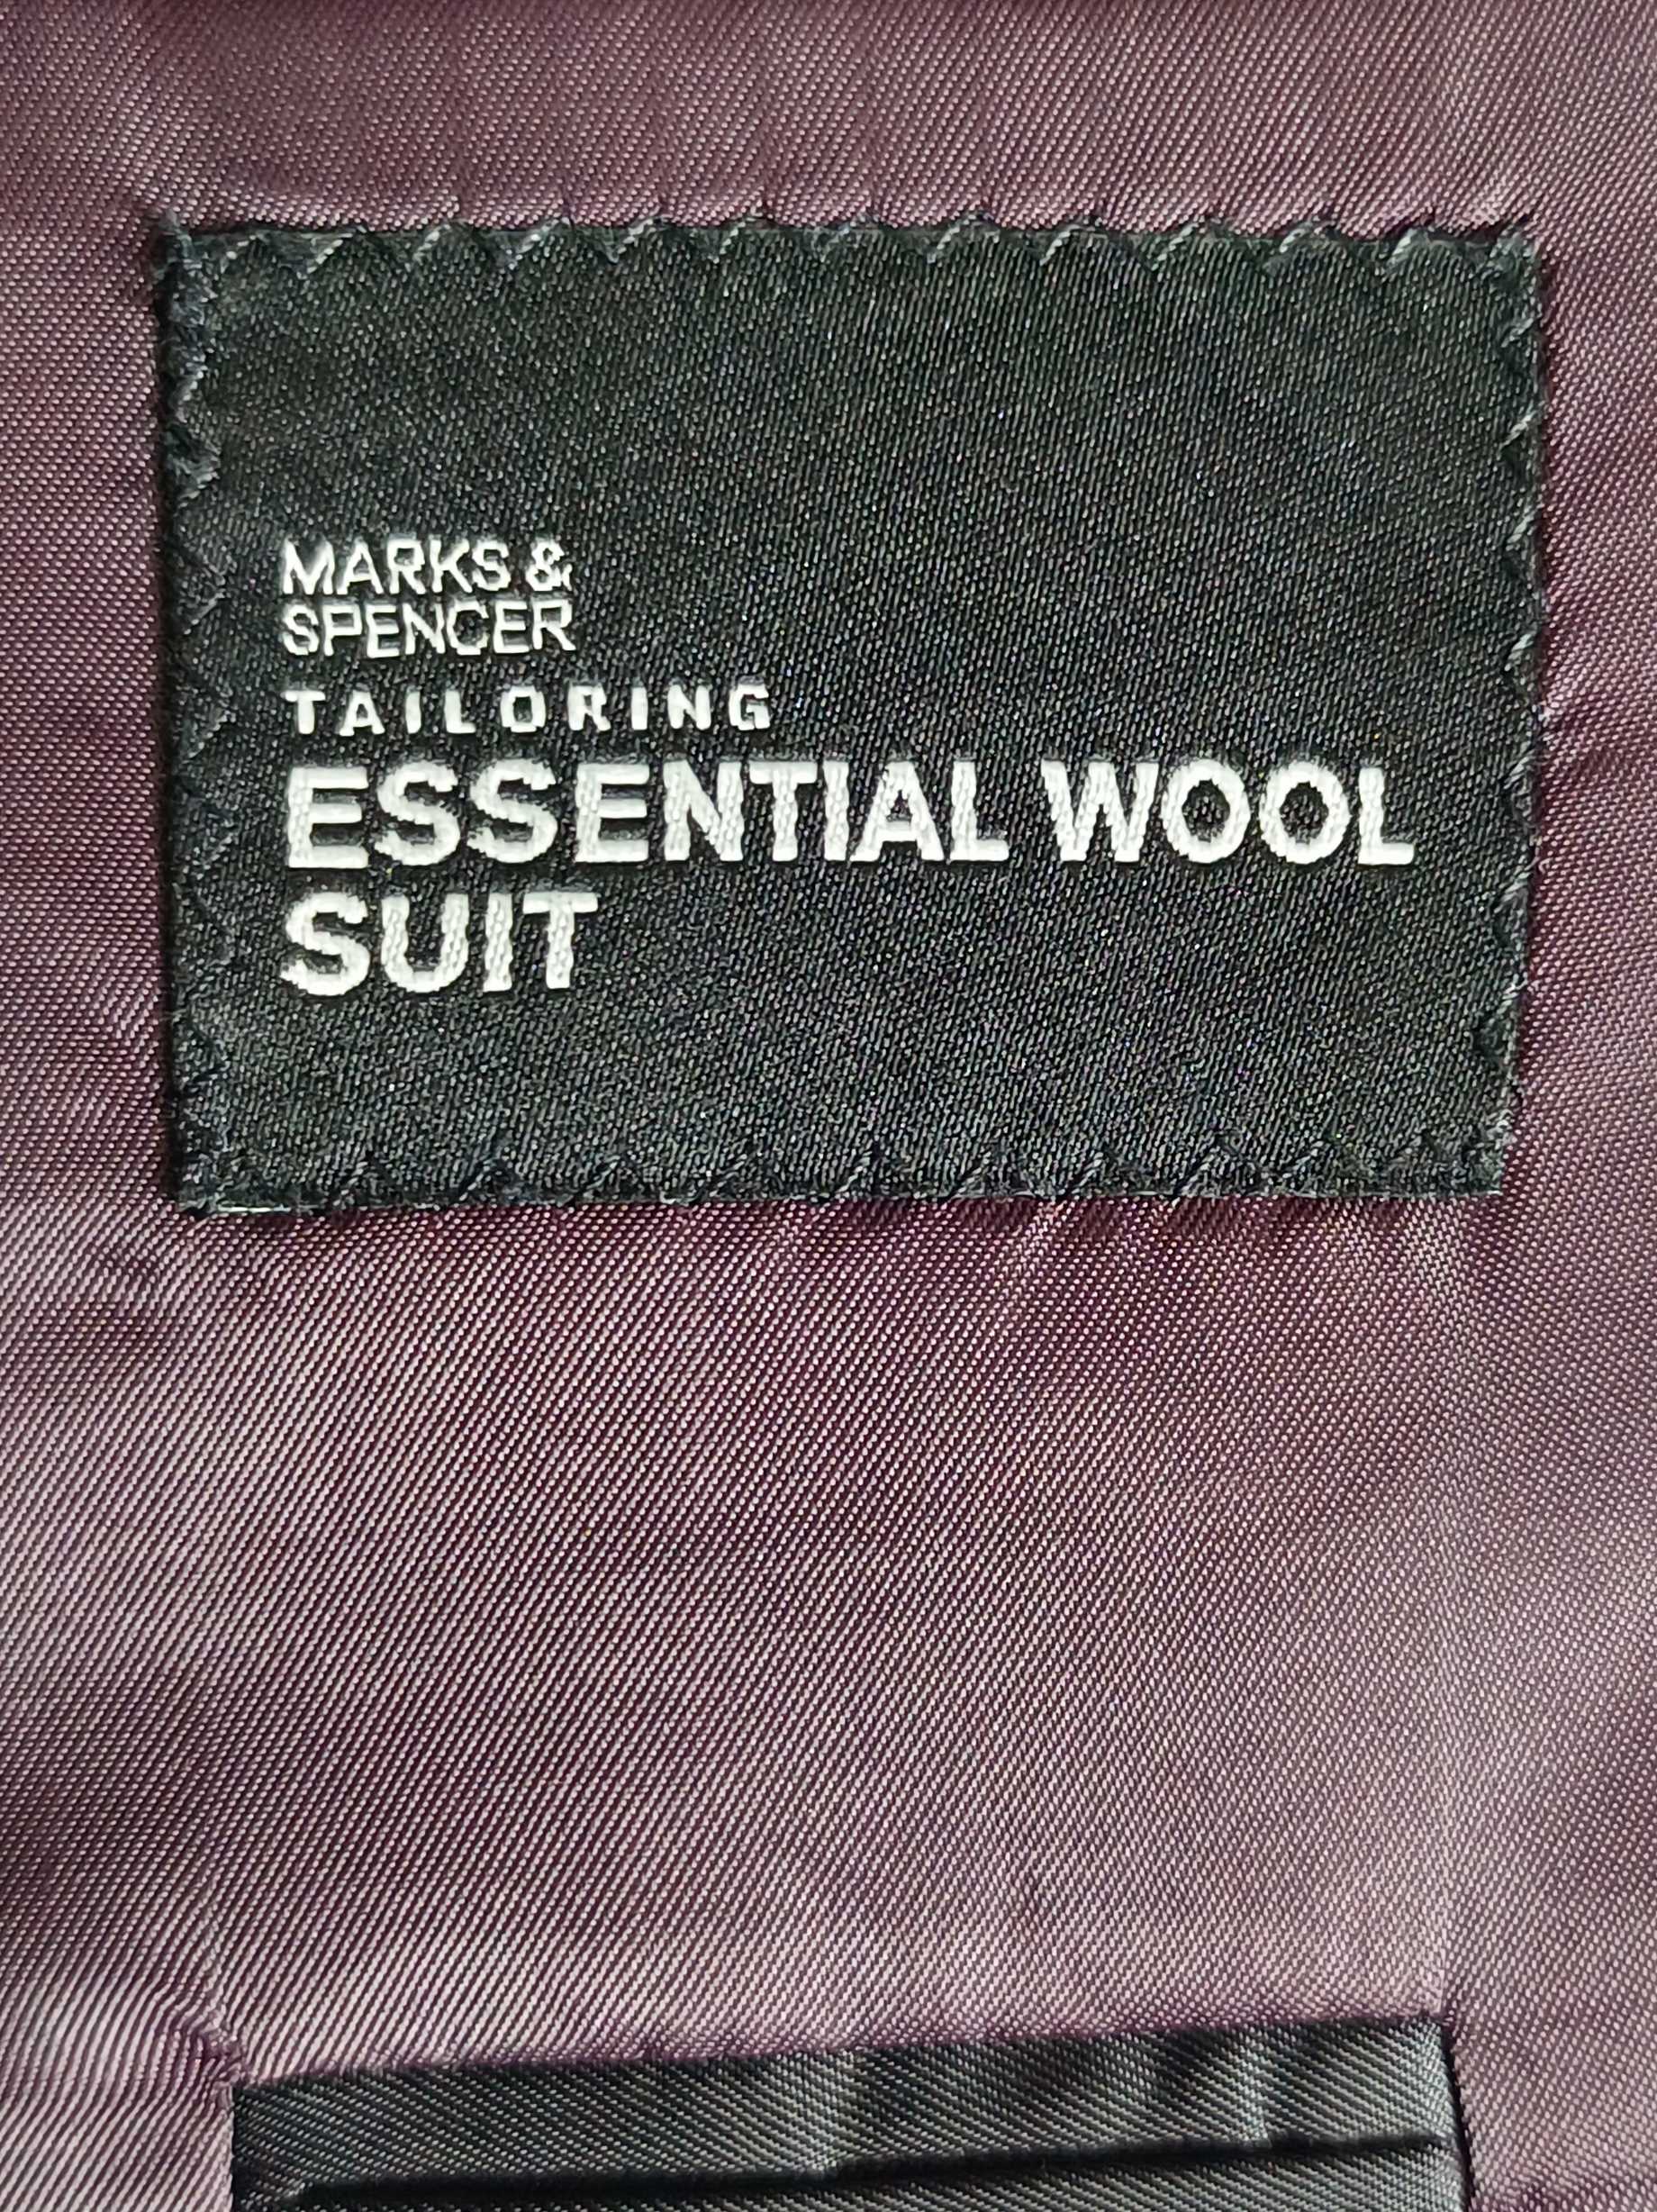 MARKS &
SPENCER
TAILORING
ESSENTIAL WOOL
SUIT